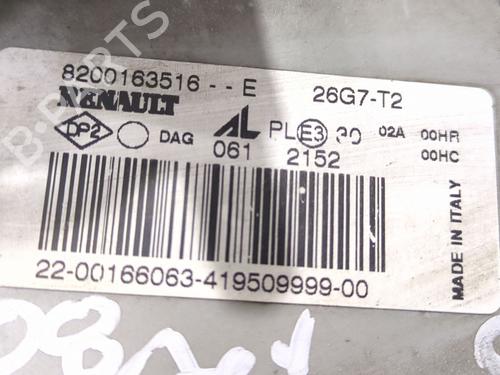 8200163516 -- E 26G7-T2
RENAULT
DP2 DAG AL PL E3 30 02A 00HR
061 2152 00HC
22-00166063-419509999-00
MADE IN ITALY
B-PARTS